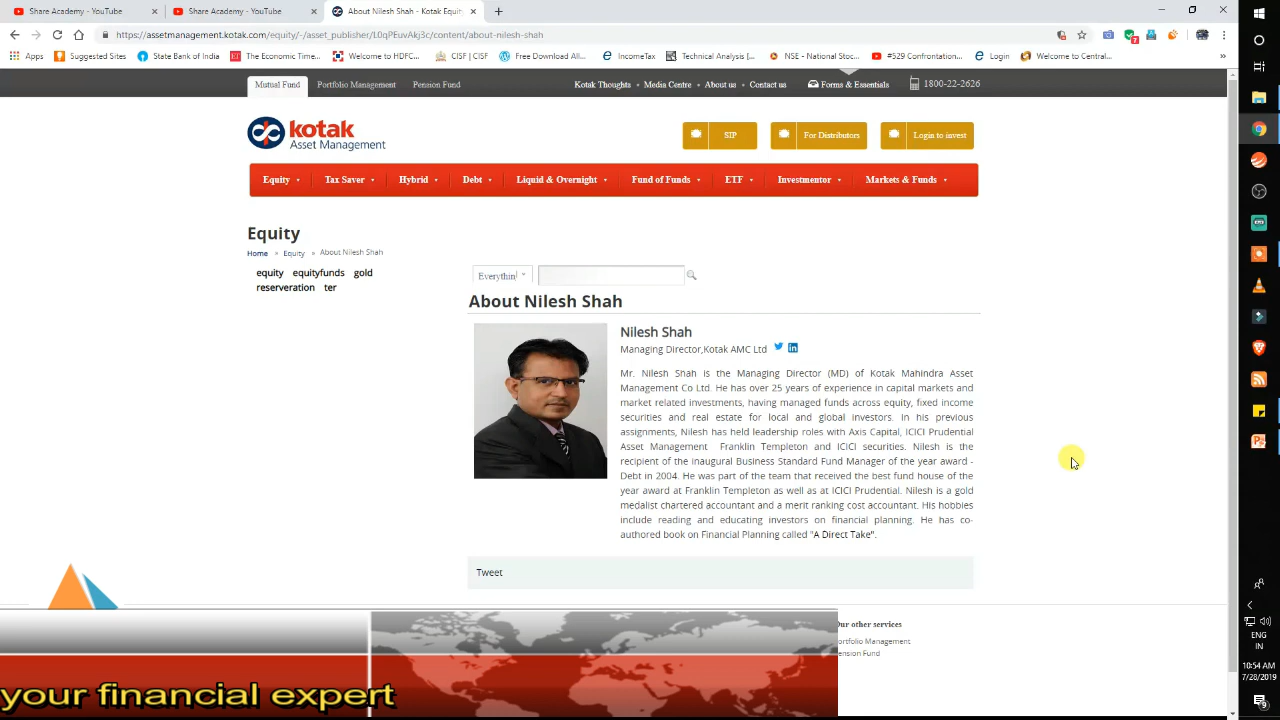 Share Academy - YouTube
Share Academy - YouTube
About Nilesh Shah - Kotak Equity
https://assetmanagement.kotak.com/equity/-/asset_publisher/L0qPEuvAkj3c/content/about-nilesh-shah
Apps Suggested Sites State Bank of India The Economic Time... Welcome to HDFC... CISF | CISF Free Download All... IncomeTax Technical Analysis [... NSE - National Stoc... #529 Confrontation... Login Welcome to Central...
Mutual Fund Portfolio Management Pension Fund Kotak Thoughts • Media Centre • About us • Contact us Forms & Essentials 1800-22-2626
kotak
Asset Management
SIP For Distributors Login to invest
Equity Tax Saver Hybrid Debt Liquid & Overnight Fund of Funds ETF Investmentor Markets & Funds
Equity
Home » Equity » About Nilesh Shah
equity equityfunds gold
reserveration ter
Everythin
About Nilesh Shah
Nilesh Shah
Managing Director,Kotak AMC Ltd
Mr. Nilesh Shah is the Managing Director (MD) of Kotak Mahindra Asset
Management Co Ltd. He has over 25 years of experience in capital markets and
market related investments, having managed funds across equity, fixed income
securities and real estate for local and global investors. In his previous
assignments, Nilesh has held leadership roles with Axis Capital, ICICI Prudential
Asset Management Franklin Templeton and ICICI securities. Nilesh is the
recipient of the inaugural Business Standard Fund Manager of the year award -
Debt in 2004. He was part of the team that received the best fund house of the
year award at Franklin Templeton as well as at ICICI Prudential. Nilesh is a gold
medalist chartered accountant and a merit ranking cost accountant. His hobbies
include reading and educating investors on financial planning. He has co-
authored book on Financial Planning called "A Direct Take".
Tweet
Our other services
ortfolio Management
ension Fund
your financial expert
ENG
IN
10:54 AM
7/28/2019